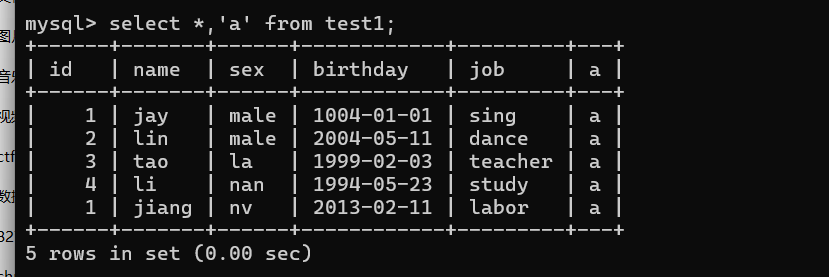 mysql> select *,'a' from test1;
+------+-------+------+------------+---------+---+
| id   | name  | sex  | birthday   | job     | a |
+------+-------+------+------------+---------+---+
|    1 | jay   | male | 1004-01-01 | sing    | a |
|    2 | lin   | male | 2004-05-11 | dance   | a |
|    3 | tao   | la   | 1999-02-03 | teacher | a |
|    4 | li    | nan  | 1994-05-23 | study   | a |
|    1 | jiang | nv   | 2013-02-11 | labor   | a |
+------+-------+------+------------+---------+---+
5 rows in set (0.00 sec)